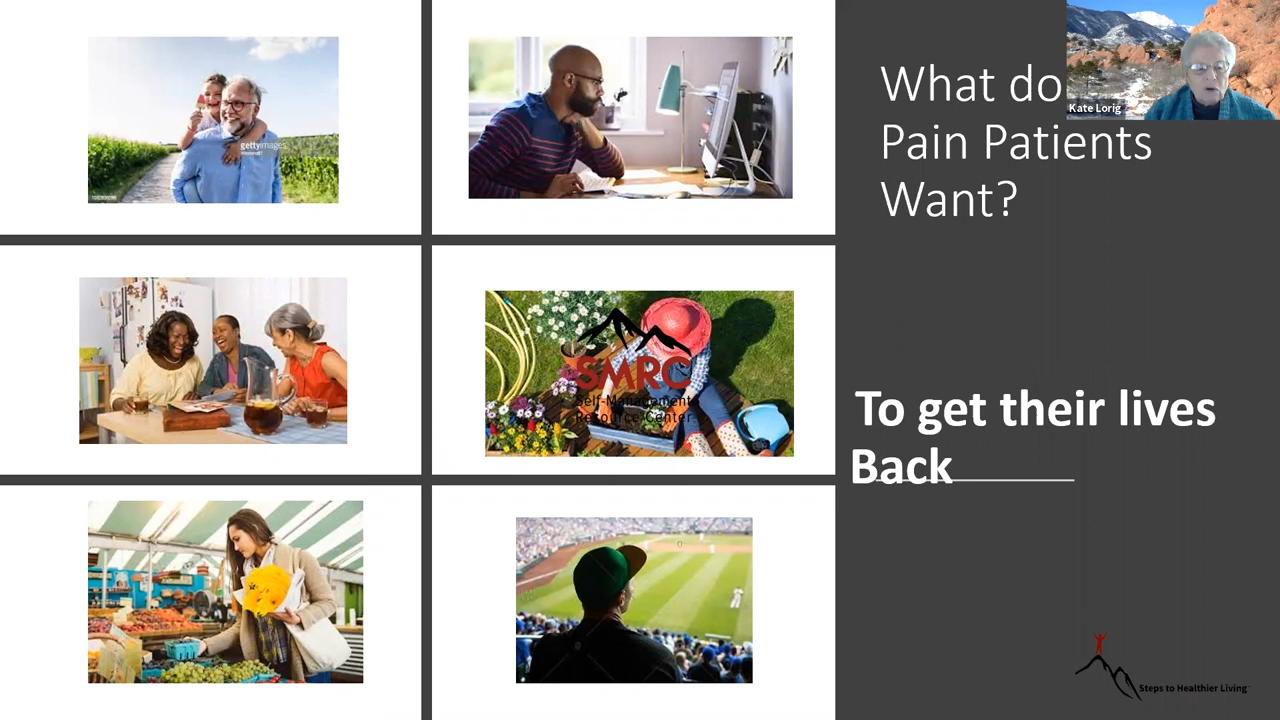 What do
Pain Patients
Want?
Kate Lorig
gettyimages
SMRC
Self-Management
Resource Center
To get their lives
Back
Steps to Healthier Living